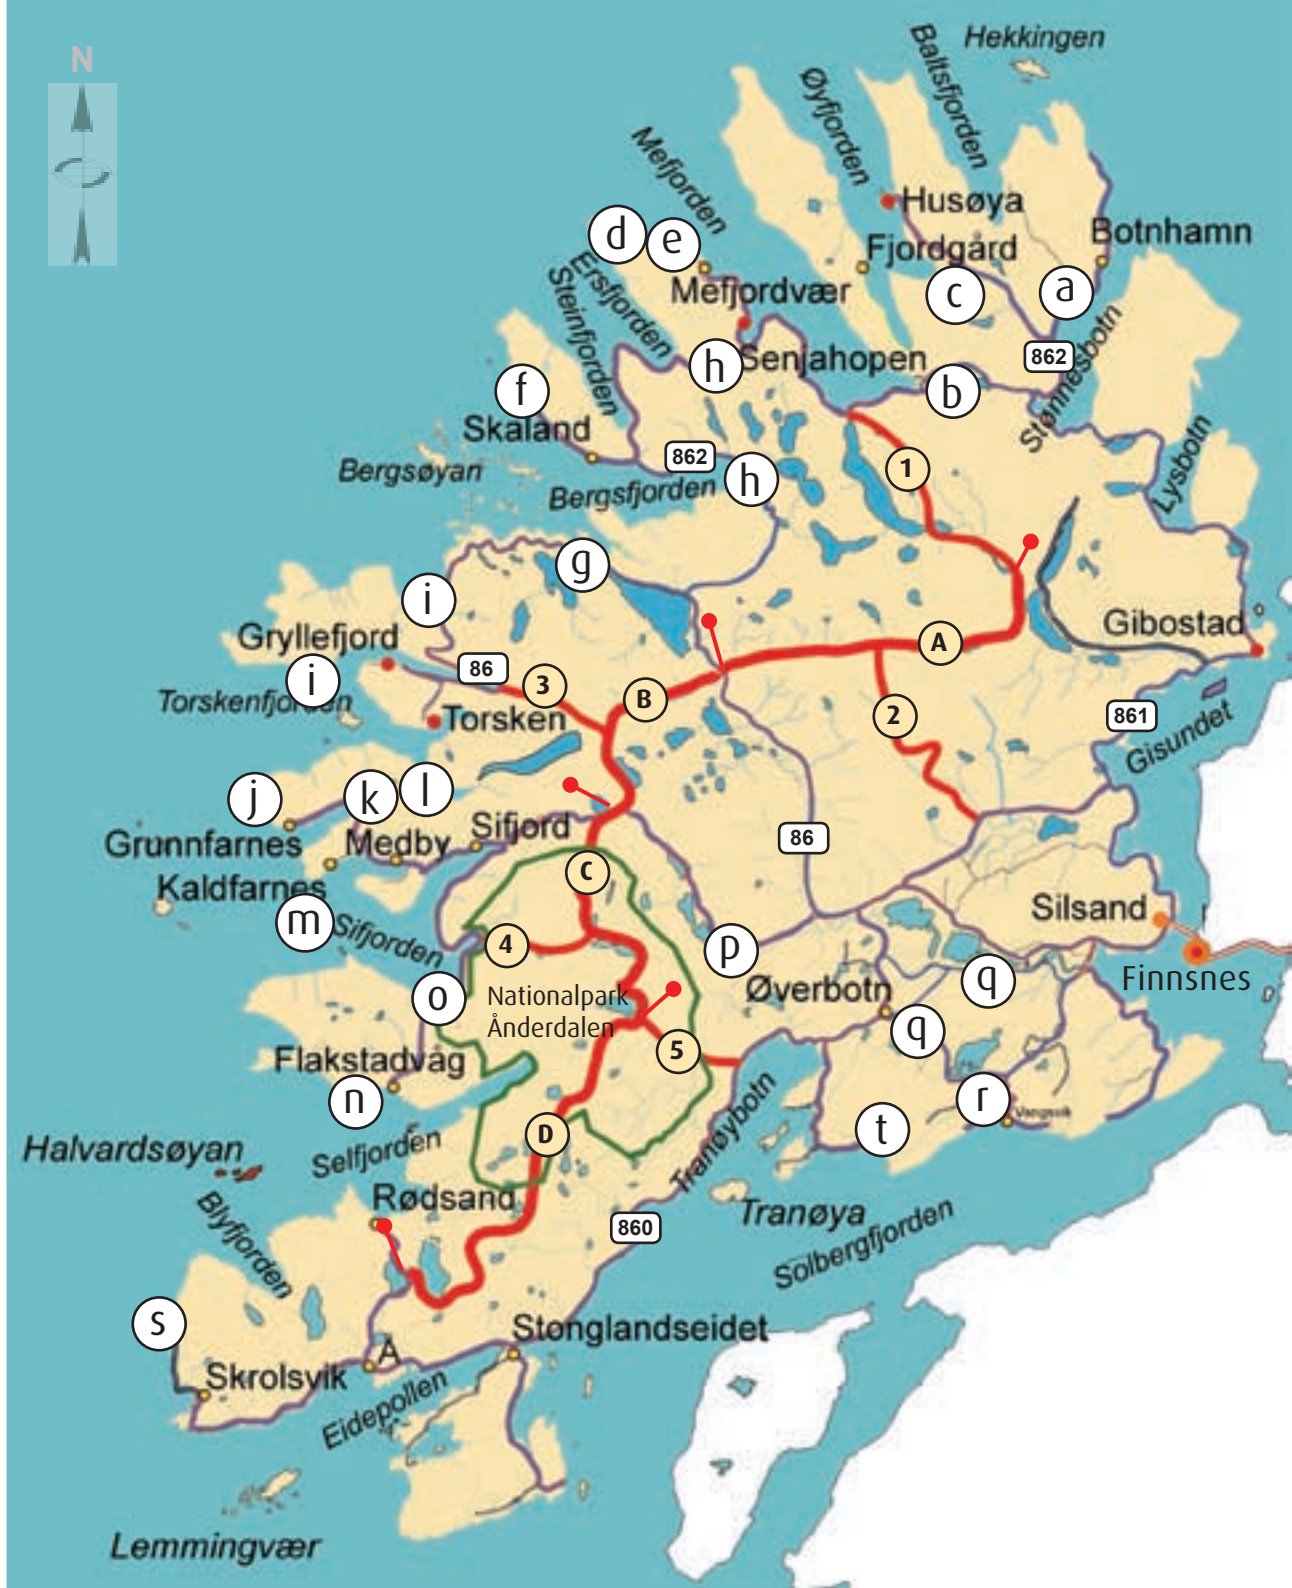 N
Hekkingen
Baltsfjorden
Øyfjorden
Mefjorden
Husøya
Botnhamn
d
e
Fjordgård
Ersfjorden
Mefjordvær
c
a
Steinfjorden
Senjahopen
h
862
Stønnesbotn
f
b
Skaland
862
1
Lysbotn
Bergsøyan
Bergsfjorden
h
g
i
Gibostad
Gryllefjord
A
86
i
3
B
Torskenfjorden
Torsken
2
861
Gisundet
j
k
l
Sifjord
Grunnfarnes
Medby
86
Kaldfarnes
C
Silsand
m
Sifjorden
4
p
Finnsnes
Øverbotn
q
o
Nationalpark
Ånderdalen
q
Flakstadvåg
5
n
r
Vangsvik
t
D
Tranøybotn
Halvardsøyan
Selfjorden
Rødsand
Tranøya
860
Blyfjorden
Solbergfjorden
s
Stonglandseidet
Å
Skrolsvik
Eidepollen
Lemmingvær